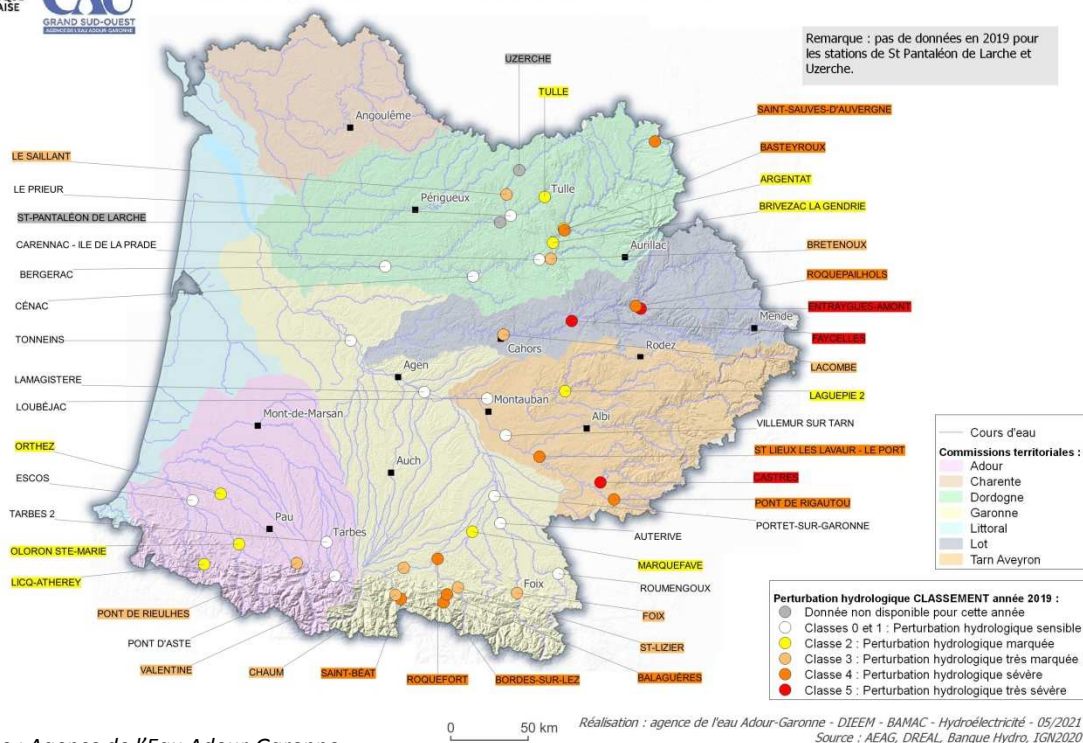 AISE
EAU
GRAND SUD-OUEST
AGENCE DE L'EAU ADOUR-GARONNE
Remarque : pas de données en 2019 pour
les stations de St Pantaléon de Larche et
Uzerche.
UZERCHE
TULLE
SAINT-SAUVES-D'AUVERGNE
Angoulême
BASTEYROUX
LE SAILLANT
ARGENTAT
LE PRIEUR
Périgueux
Tulle
BRIVEZAC LA GENDRIE
ST-PANTALÉON DE LARCHE
CARENNAC - ILE DE LA PRADE
BRETENOUX
Aurillac
BERGERAC
ROQUEPAILHOLS
CÉNAC
ENTRAYGUES-AMONT
Mende
TONNEINS
FAYCELLES
Cahors
Rodez
LACOMBE
Agen
LAMAGISTERE
LAGUEPIE 2
LOUBÉJAC
Montauban
Mont-de-Marsan
Albi
VILLEMUR SUR TARN
ORTHEZ
ST LIEUX LES LAVAUR - LE PORT
Auch
ESCOS
CASTRES
PONT DE RIGAUTOU
TARBES 2
Pau
Tarbes
PORTET-SUR-GARONNE
AUTERIVE
OLORON STE-MARIE
MARQUEFAVE
LICQ-ATHEREY
ROUMENGOUX
Foix
PONT DE RIEULHES
FOIX
PONT D'ASTE
ST-LIZIER
VALENTINE
CHAUM
SAINT-BÉAT
ROQUEFORT
BORDES-SUR-LEZ
BALAGUÈRES
Cours d'eau
Commissions territoriales :
Adour
Charente
Dordogne
Garonne
Littoral
Lot
Tarn Aveyron
Perturbation hydrologique CLASSEMENT année 2019 :
Donnée non disponible pour cette année
Classes 0 et 1 : Perturbation hydrologique sensible
Classe 2 : Perturbation hydrologique marquée
Classe 3 : Perturbation hydrologique très marquée
Classe 4 : Perturbation hydrologique sévère
Classe 5 : Perturbation hydrologique très sévère
0 50 km
Réalisation : agence de l'eau Adour-Garonne - DIEEM - BAMAC - Hydroélectricité - 05/2021
Source : AEAG, DREAL, Banque Hydro, IGN2020
: Agence de l'Eau Adour-Garonne